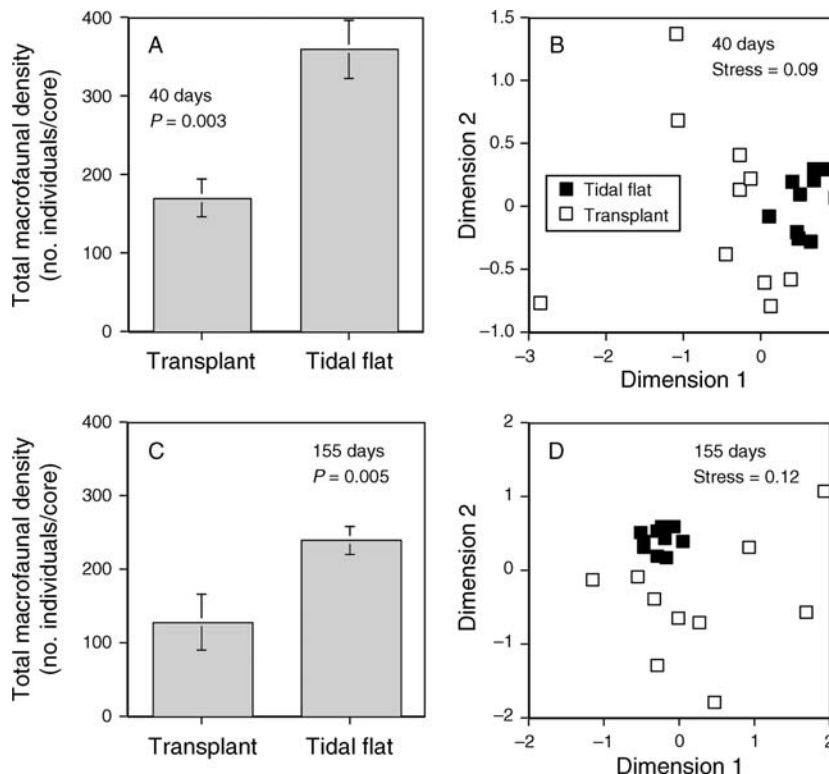 A
40 days
P = 0.003
Total macrofaunal density
(no. individuals/core)
400
300
200
100
0
Transplant
Tidal flat
B
40 days
Stress = 0.09
Dimension 2
1.5
1.0
0.5
0
−0.5
−1.0
Tidal flat
Transplant
−3
−2
−1
0
Dimension 1
C
155 days
P = 0.005
Total macrofaunal density
(no. individuals/core)
400
300
200
100
0
Transplant
Tidal flat
D
155 days
Stress = 0.12
Dimension 2
2
1
0
−1
−2
−2
−1
0
1
2
Dimension 1